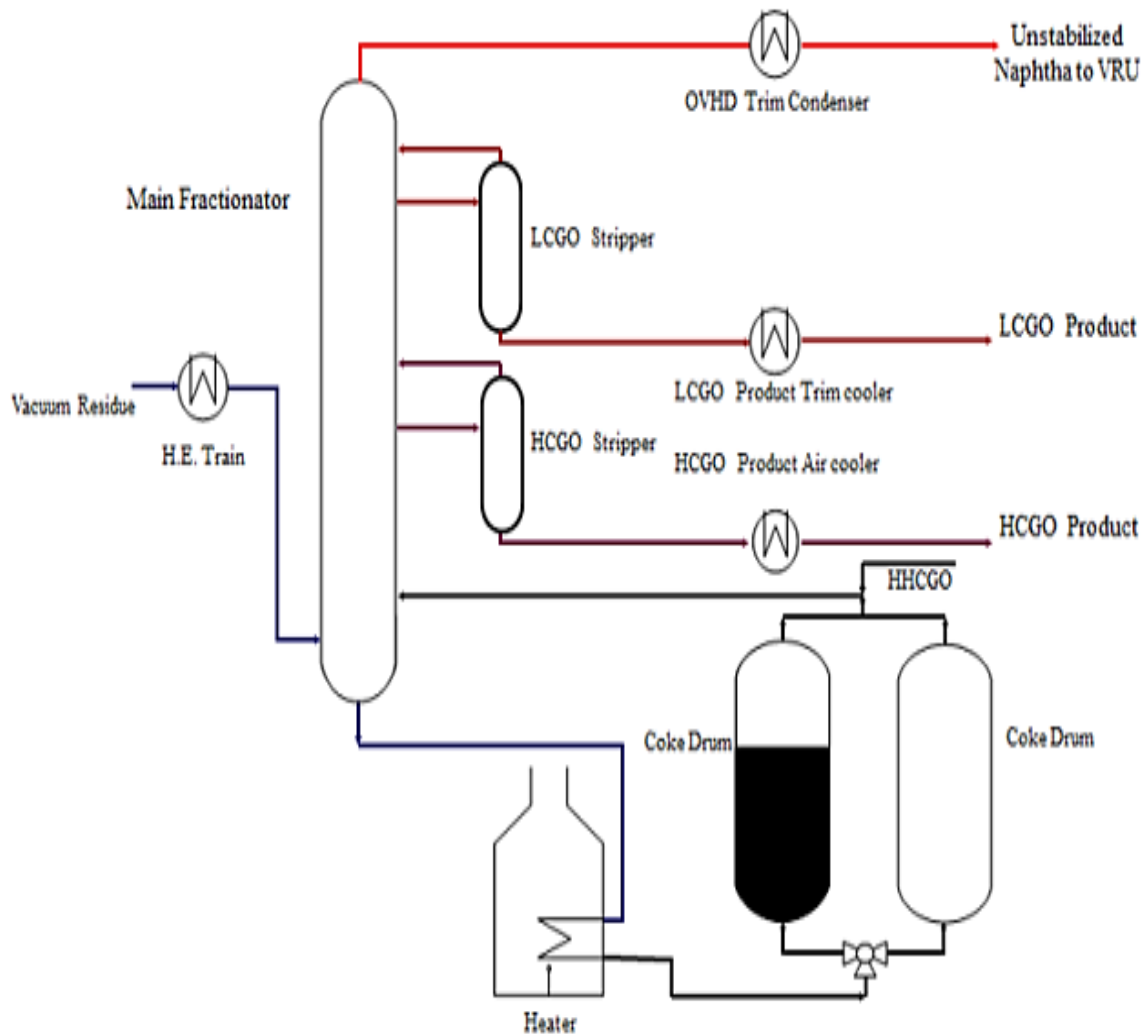 Unstabilized
Naphtha to VRU
OVHD Trim Condenser
Main Fractionator
LCGO Stripper
LCGO Product
LCGO Product Trim cooler
Vacuum Residue
H.E. Train
HCGO Stripper
HCGO Product Air cooler
HCGO Product
HHCGO
Coke Drum
Coke Drum
Heater